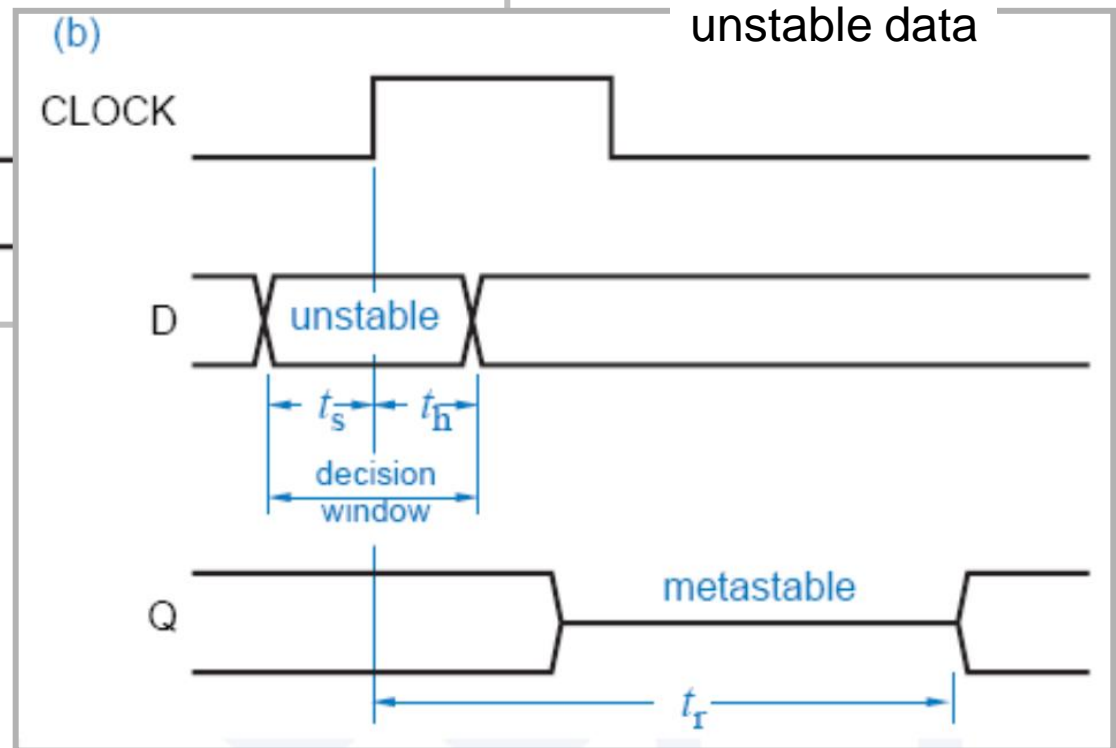 unstable data
(b)
CLOCK
D
unstable
ts
th
decision
window
Q
metastable
tr